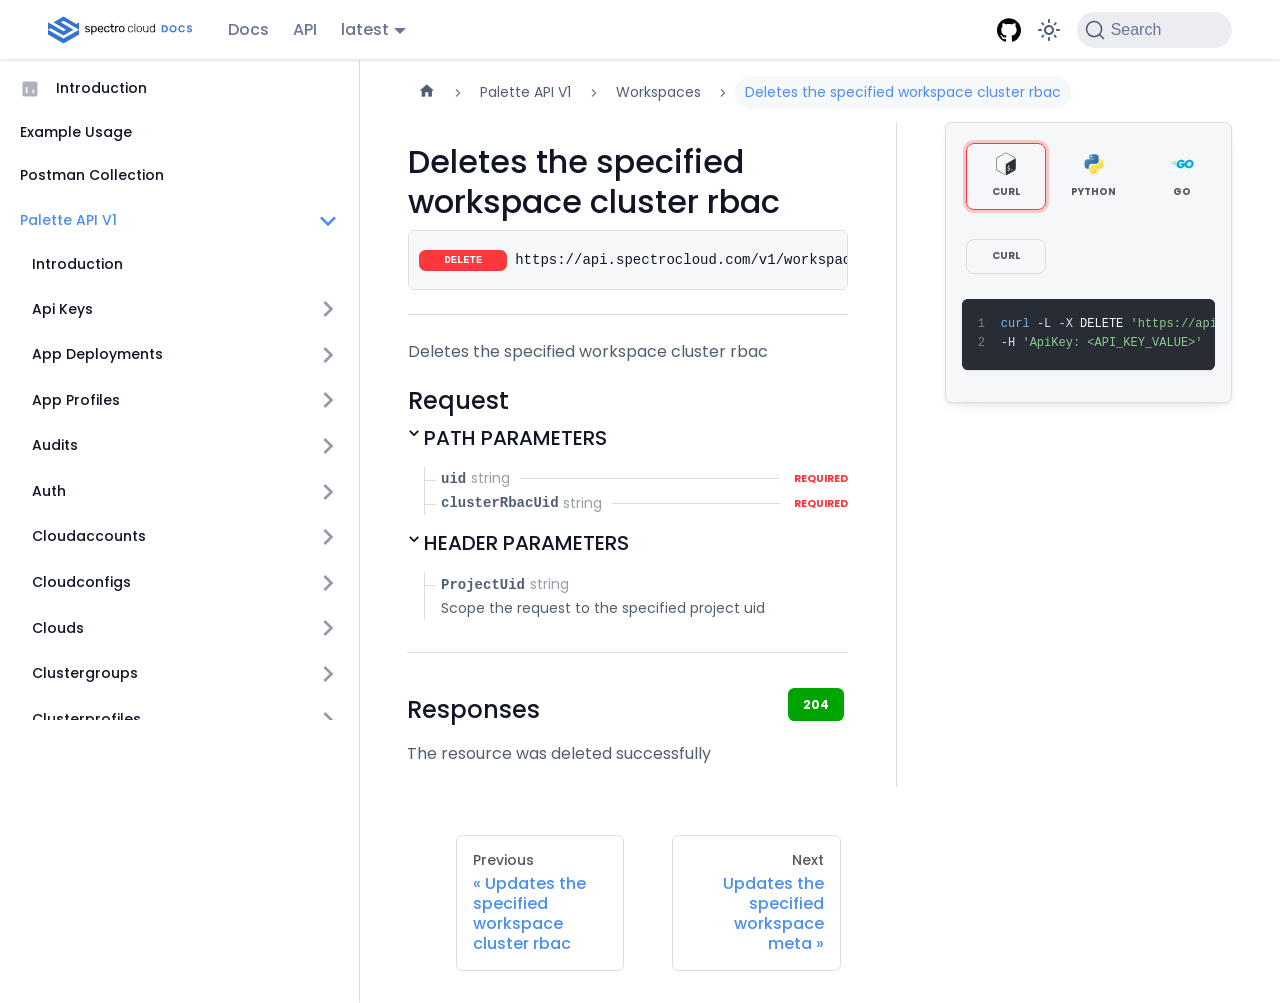 spectro cloud DOCS
Docs
API
latest
Search
Introduction
Example Usage
Postman Collection
Palette API V1
Introduction
Api Keys
App Deployments
App Profiles
Audits
Auth
Cloudaccounts
Cloudconfigs
Clouds
Clustergroups
Clusterprofiles
Palette API V1
Workspaces
Deletes the specified workspace cluster rbac
Deletes the specified
workspace cluster rbac
DELETE https://api.spectrocloud.com/v1/workspac
Deletes the specified workspace cluster rbac
Request
PATH PARAMETERS
uid string REQUIRED
clusterRbacUid string REQUIRED
HEADER PARAMETERS
ProjectUid string
Scope the request to the specified project uid
Responses
204
The resource was deleted successfully
CURL
PYTHON
GO
GO
CURL
1 curl -L -X DELETE 'https://api
2 -H 'ApiKey: <API_KEY_VALUE>'
Previous
« Updates the
specified
workspace
cluster rbac
Next
Updates the
specified
workspace
meta »